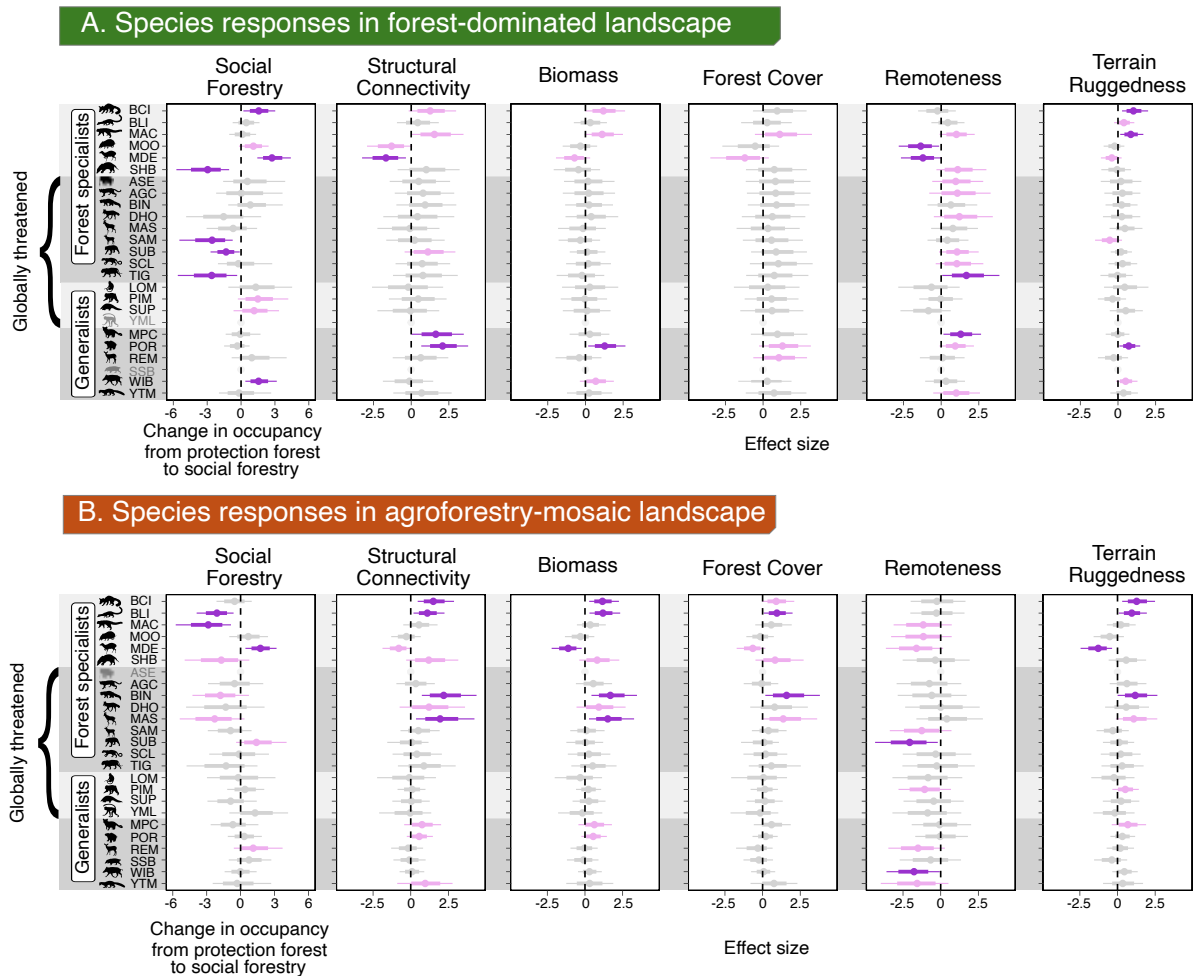 A. Species responses in forest-dominated landscape
Social Forestry
Structural Connectivity
Biomass
Forest Cover
Remoteness
Terrain Ruggedness
Globally threatened
Forest specialists
Generalists
BCI
BLI
MAC
MOO
MDE
SHB
ASE
AGC
BIN
DHO
MAS
SAM
SUB
SCL
TIG
LOM
PIM
SUP
YML
MPC
POR
REM
SSB
WIB
YTM
-6 -3 0 3 6
-2.5 0 2.5
-2.5 0 2.5
-2.5 0 2.5
-2.5 0 2.5
-2.5 0 2.5
Change in occupancy
from protection forest
to social forestry
Effect size
B. Species responses in agroforestry-mosaic landscape
Social Forestry
Structural Connectivity
Biomass
Forest Cover
Remoteness
Terrain Ruggedness
Globally threatened
Forest specialists
Generalists
BCI
BLI
MAC
MOO
MDE
SHB
ASE
AGC
BIN
DHO
MAS
SAM
SUB
SCL
TIG
LOM
PIM
SUP
YML
MPC
POR
REM
SSB
WIB
YTM
-6 -3 0 3 6
-2.5 0 2.5
-2.5 0 2.5
-2.5 0 2.5
-2.5 0 2.5
-2.5 0 2.5
Change in occupancy
from protection forest
to social forestry
Effect size